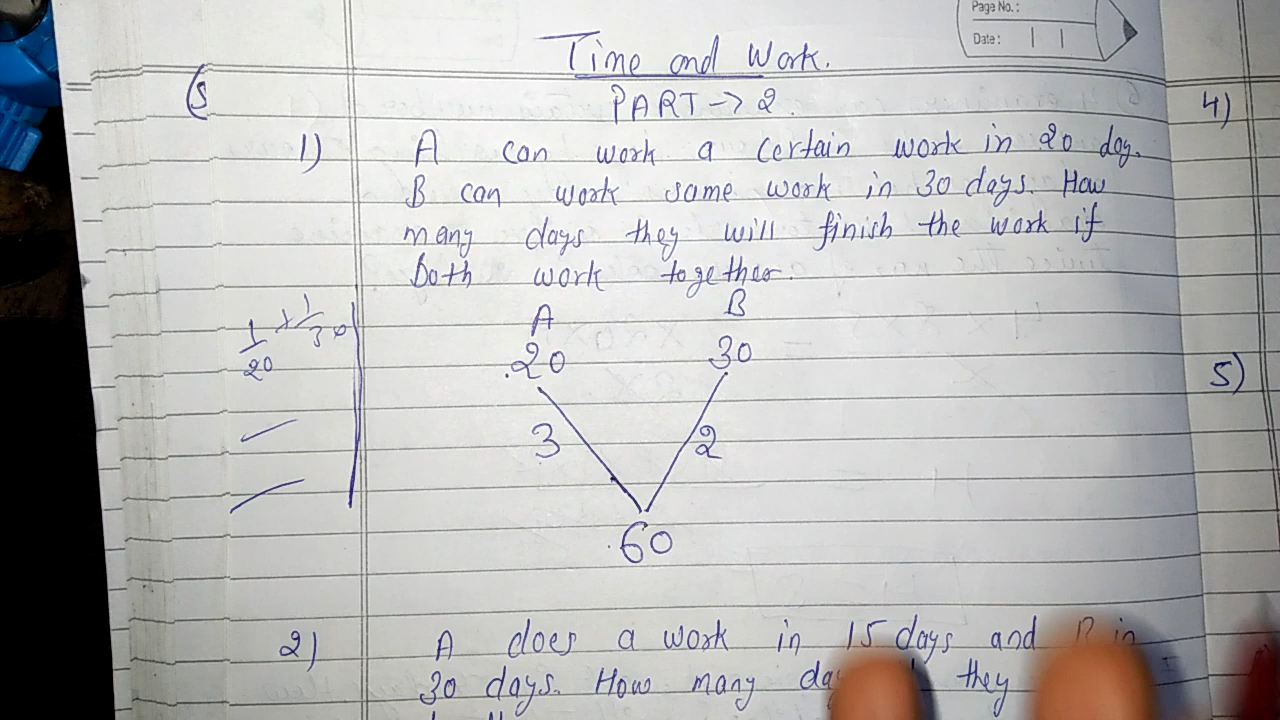 Page No.:
Date:
Time and Work.
PART → 2
1) A can work a certain work in 20 day.
B can work same work in 30 days. How
many days they will finish the work if
both work together.
A B
20 30
1/20 + 1/30
3 2
60
2) A does a work in 15 days and B in
30 days. How many they
4)
5)